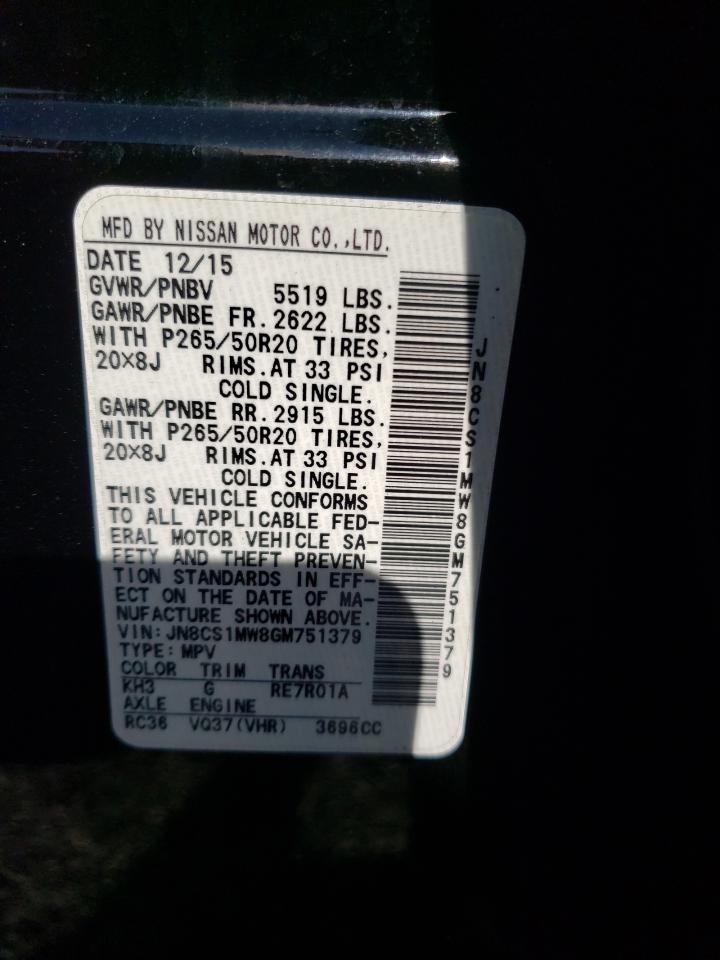 MFD BY NISSAN MOTOR CO.,LTD.
DATE 12/15
GVWR/PNBV 5519 LBS.
GAWR/PNBE FR. 2622 LBS.
WITH P265/50R20 TIRES,
20×8J RIMS. AT 33 PSI
COLD SINGLE.
GAWR/PNBE RR. 2915 LBS.
WITH P265/50R20 TIRES,
20×8J RIMS. AT 33 PSI
COLD SINGLE.
THIS VEHICLE CONFORMS
TO ALL APPLICABLE FED-
ERAL MOTOR VEHICLE SA-
FETY AND THEFT PREVEN-
TION STANDARDS IN EFF-
ECT ON THE DATE OF MA-
NUFACTURE SHOWN ABOVE.
VIN: JN8CS1MW8GM751379
TYPE: MPV
COLOR TRIM TRANS
KH3 G RE7R01A
AXLE ENGINE
RC36 VQ37(VHR) 3696CC
JN8CS1MW8GM751379